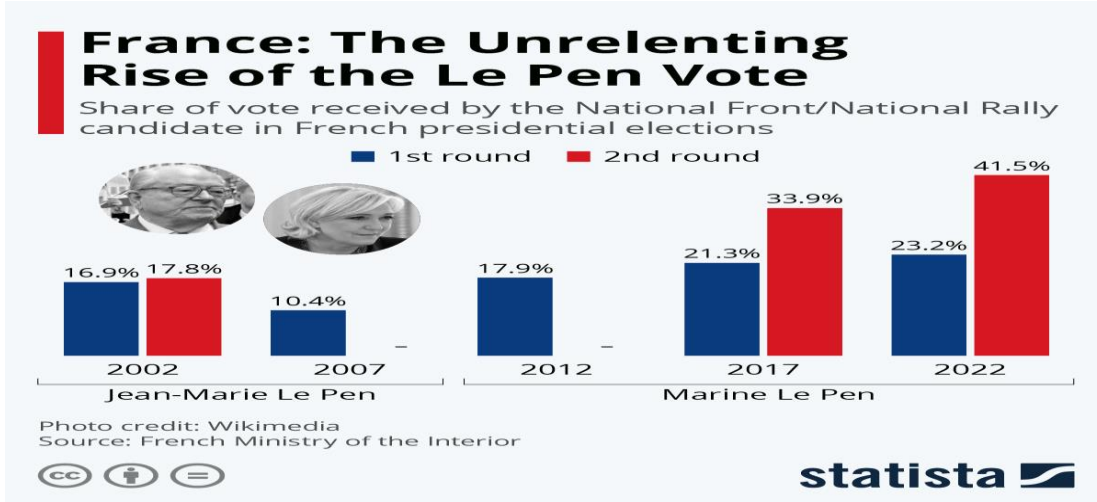 France: The Unrelenting
Rise of the Le Pen Vote
Share of vote received by the National Front/National Rally
candidate in French presidential elections
1st round 2nd round
16.9% 17.8% 10.4% – 17.9% – 21.3% 33.9% 23.2% 41.5%
2002 2007 2012 2017 2022
Jean-Marie Le Pen Marine Le Pen
Photo credit: Wikimedia
Source: French Ministry of the Interior
cc
statista